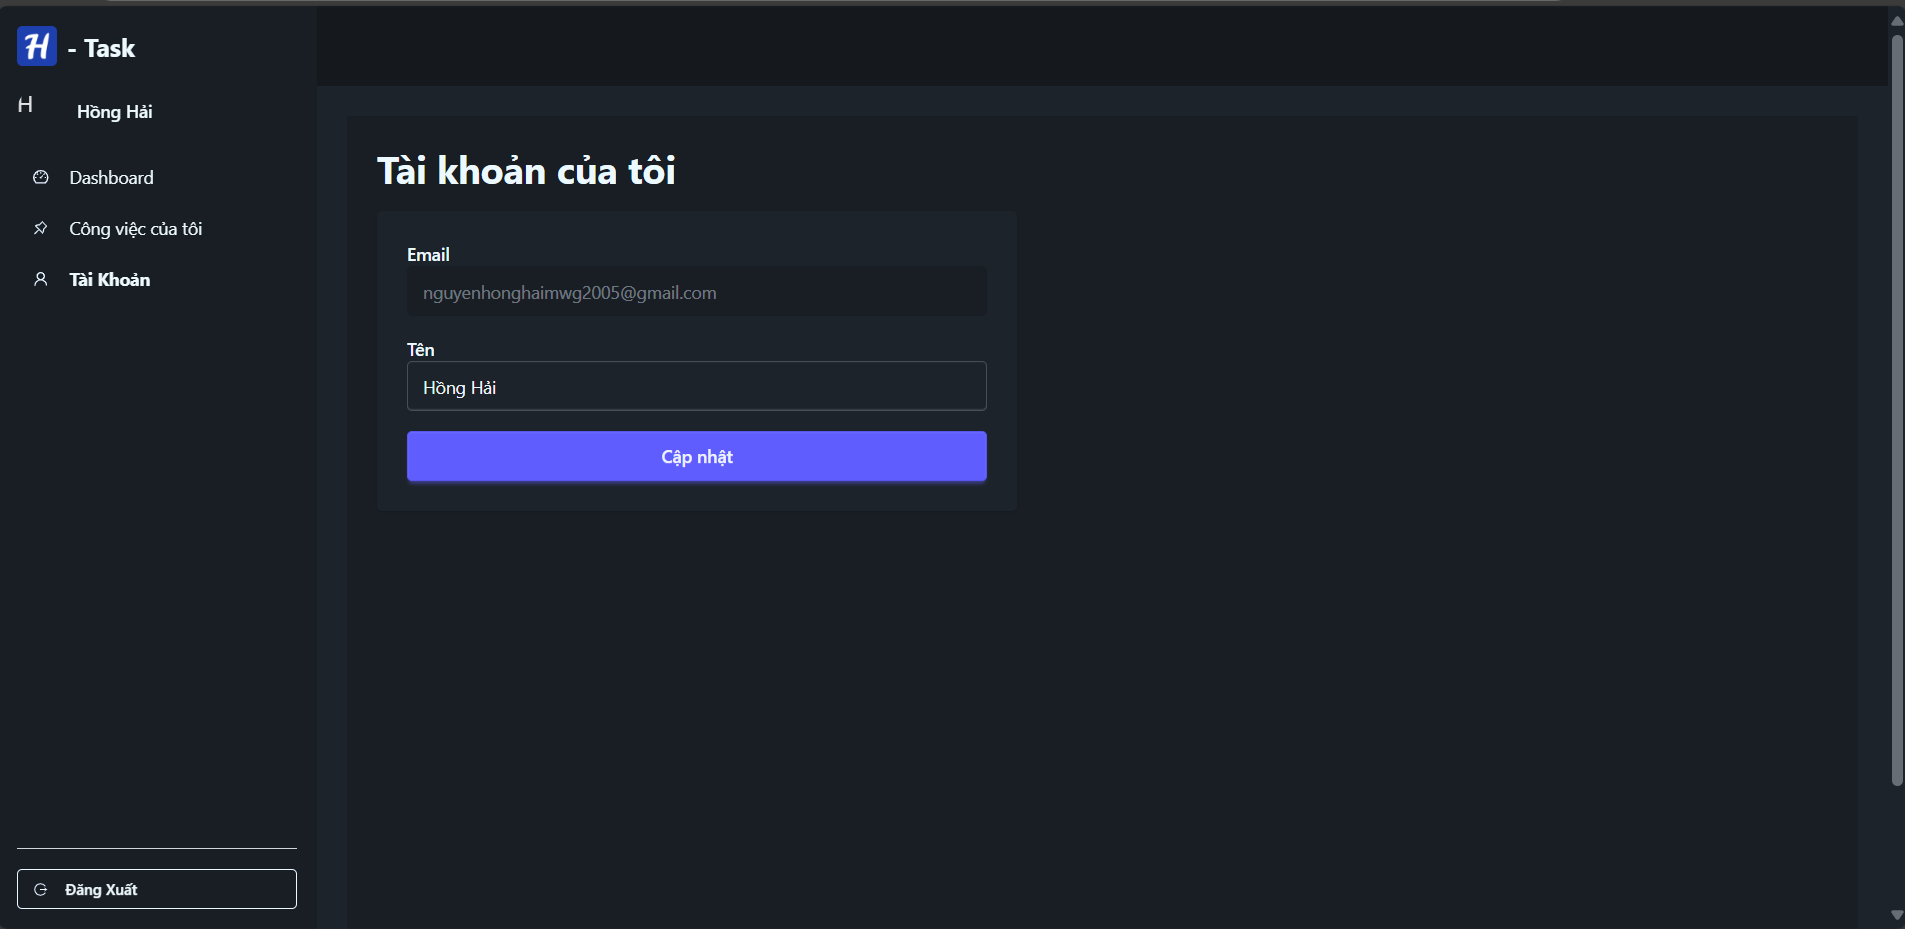 H - Task
H Hồng Hải
Dashboard
Công việc của tôi
Tài Khoản
Đăng Xuất
Tài khoản của tôi
Email
nguyenhonghaimwg2005@gmail.com
Tên
Hồng Hải
Cập nhật